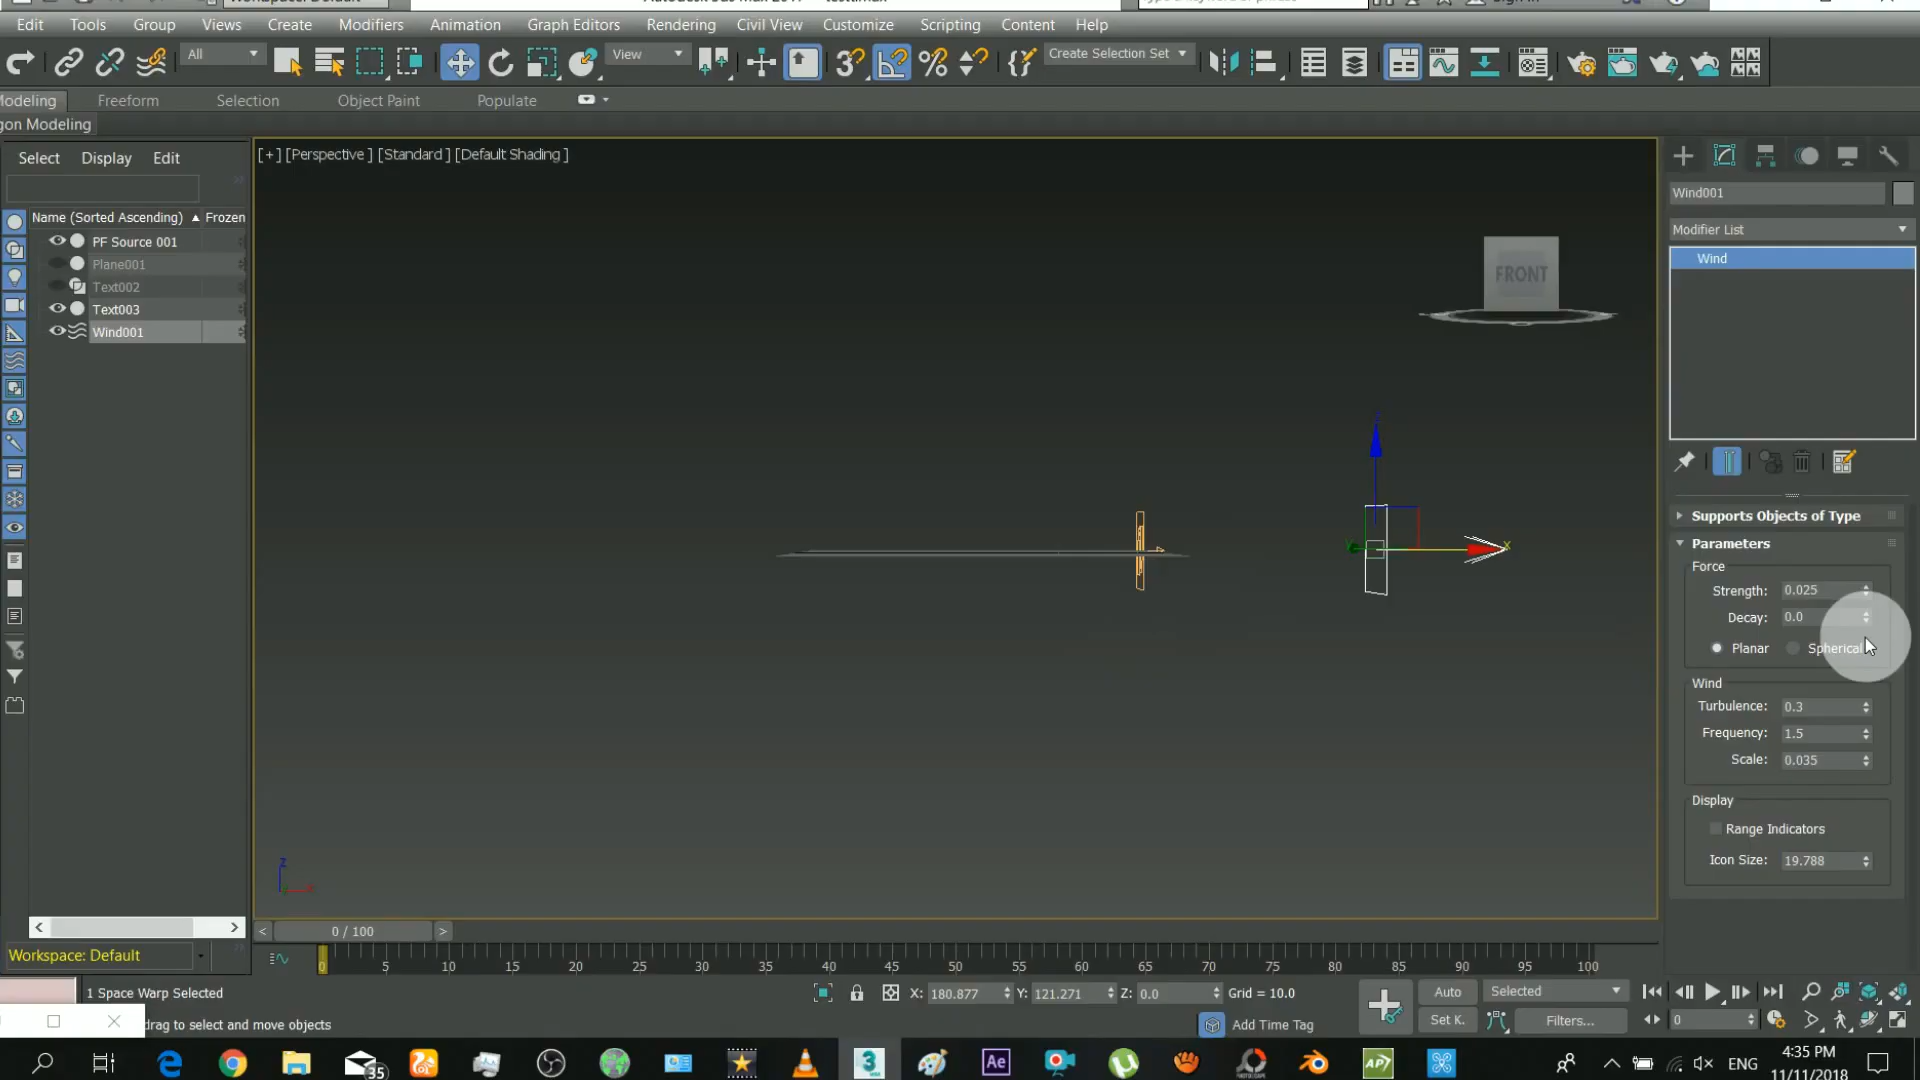 Edit Tools Group Views Create Modifiers Animation Graph Editors Rendering Civil View Customize Scripting Content Help
All View Create Selection Set
Modeling Freeform Selection Object Paint Populate
gon Modeling
Select Display Edit
[+] [Perspective] [Standard] [Default Shading]
Name (Sorted Ascending) Frozen
PF Source 001
Plane001
Text002
Text003
Wind001
FRONT
Z
X
Y
z
Wind001
Modifier List
Wind
Supports Objects of Type
Parameters
Force
Strength: 0.025
Decay: 0.0
Planar Spherical
Wind
Turbulence: 0.3
Frequency: 1.5
Scale: 0.035
Display
Range Indicators
Icon Size: 19.788
< 0 / 100 >
0 5 10 15 20 25 30 35 40 45 50 55 60 65 70 75 80 85 90 95 100
Workspace: Default
1 Space Warp Selected
drag to select and move objects
X: 180.877 Y: 121.271 Z: 0.0 Grid = 10.0
Add Time Tag
Auto Selected
Set K. Filters...
0
35
3
Ae
AP7
ENG
4:35 PM
11/11/2018